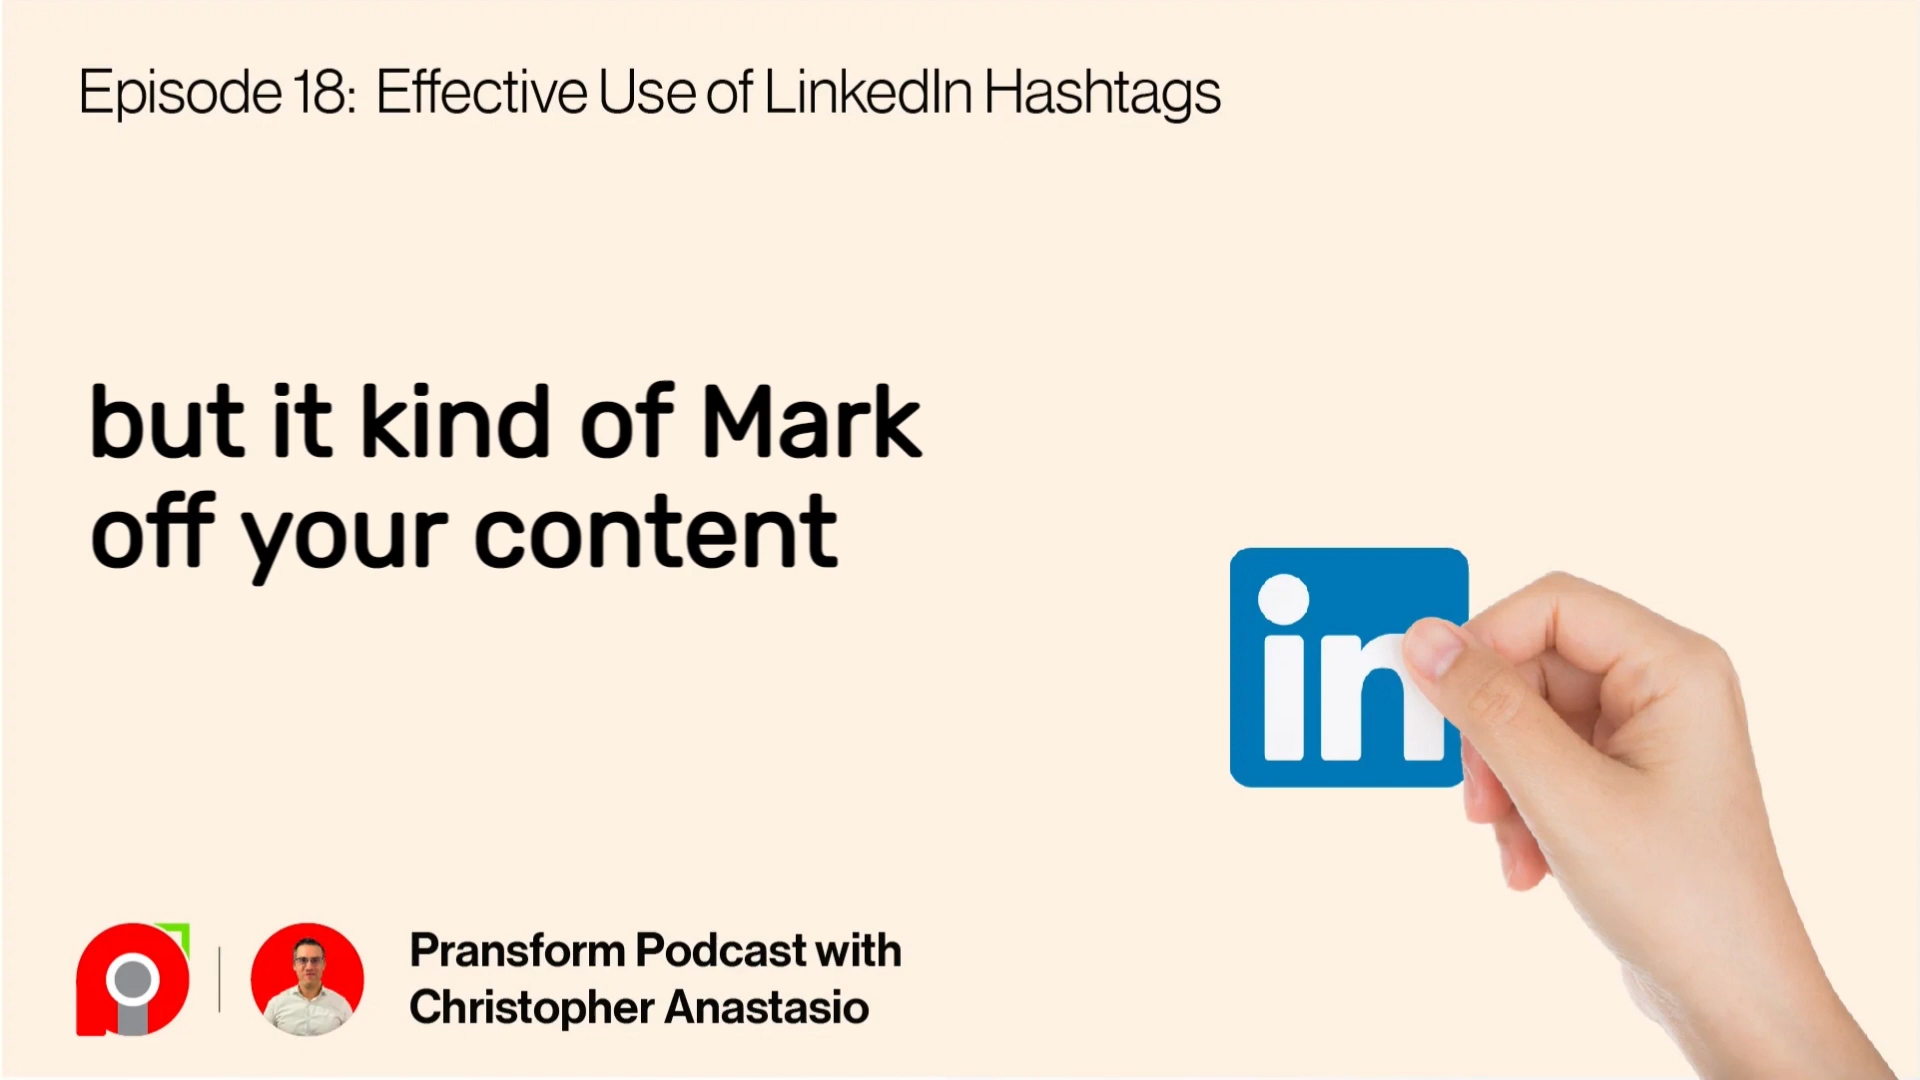 Episode 18: Effective Use of LinkedIn Hashtags
but it kind of Mark
off your content
in
Pransform Podcast with
Christopher Anastasio